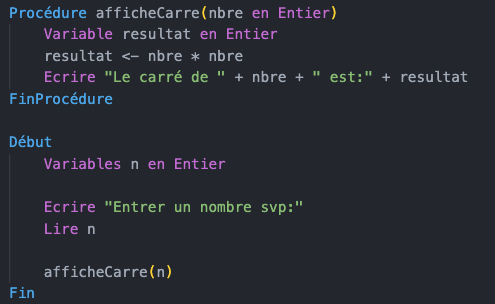 Procédure afficheCarre(nbre en Entier)
    Variable resultat en Entier
    resultat <- nbre * nbre
    Ecrire "Le carré de " + nbre + " est:" + resultat
FinProcédure

Début
    Variables n en Entier

    Ecrire "Entrer un nombre svp:"
    Lire n

    afficheCarre(n)
Fin